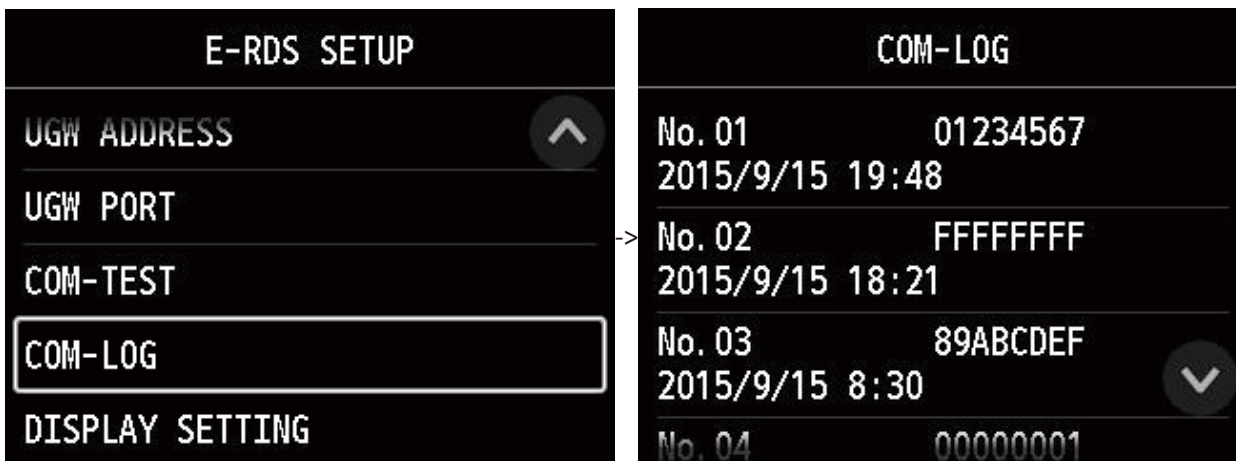 E-RDS SETUP
UGW ADDRESS
UGW PORT
COM-TEST
COM-LOG
DISPLAY SETTING
->
COM-LOG
No. 01 01234567
2015/9/15 19:48
No. 02 FFFFFFFF
2015/9/15 18:21
No. 03 89ABCDEF
2015/9/15 8:30
No. 04 00000001